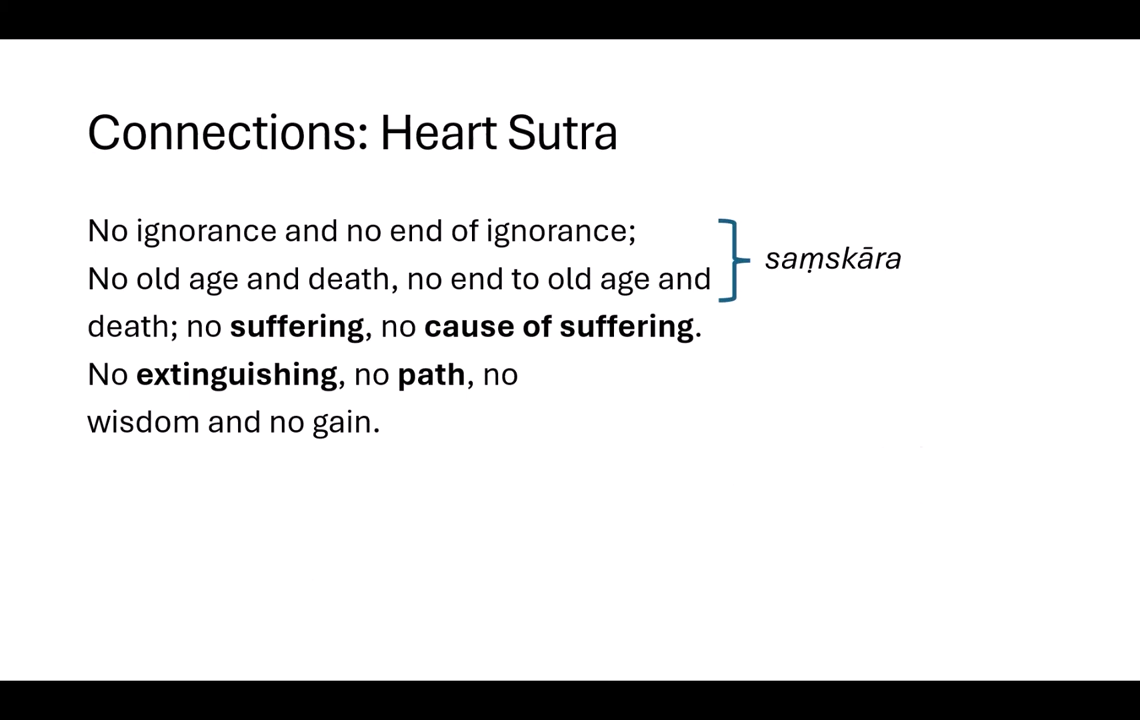 Connections: Heart Sutra
No ignorance and no end of ignorance;
No old age and death, no end to old age and
death; no suffering, no cause of suffering.
No extinguishing, no path, no
wisdom and no gain.
saṃskāra